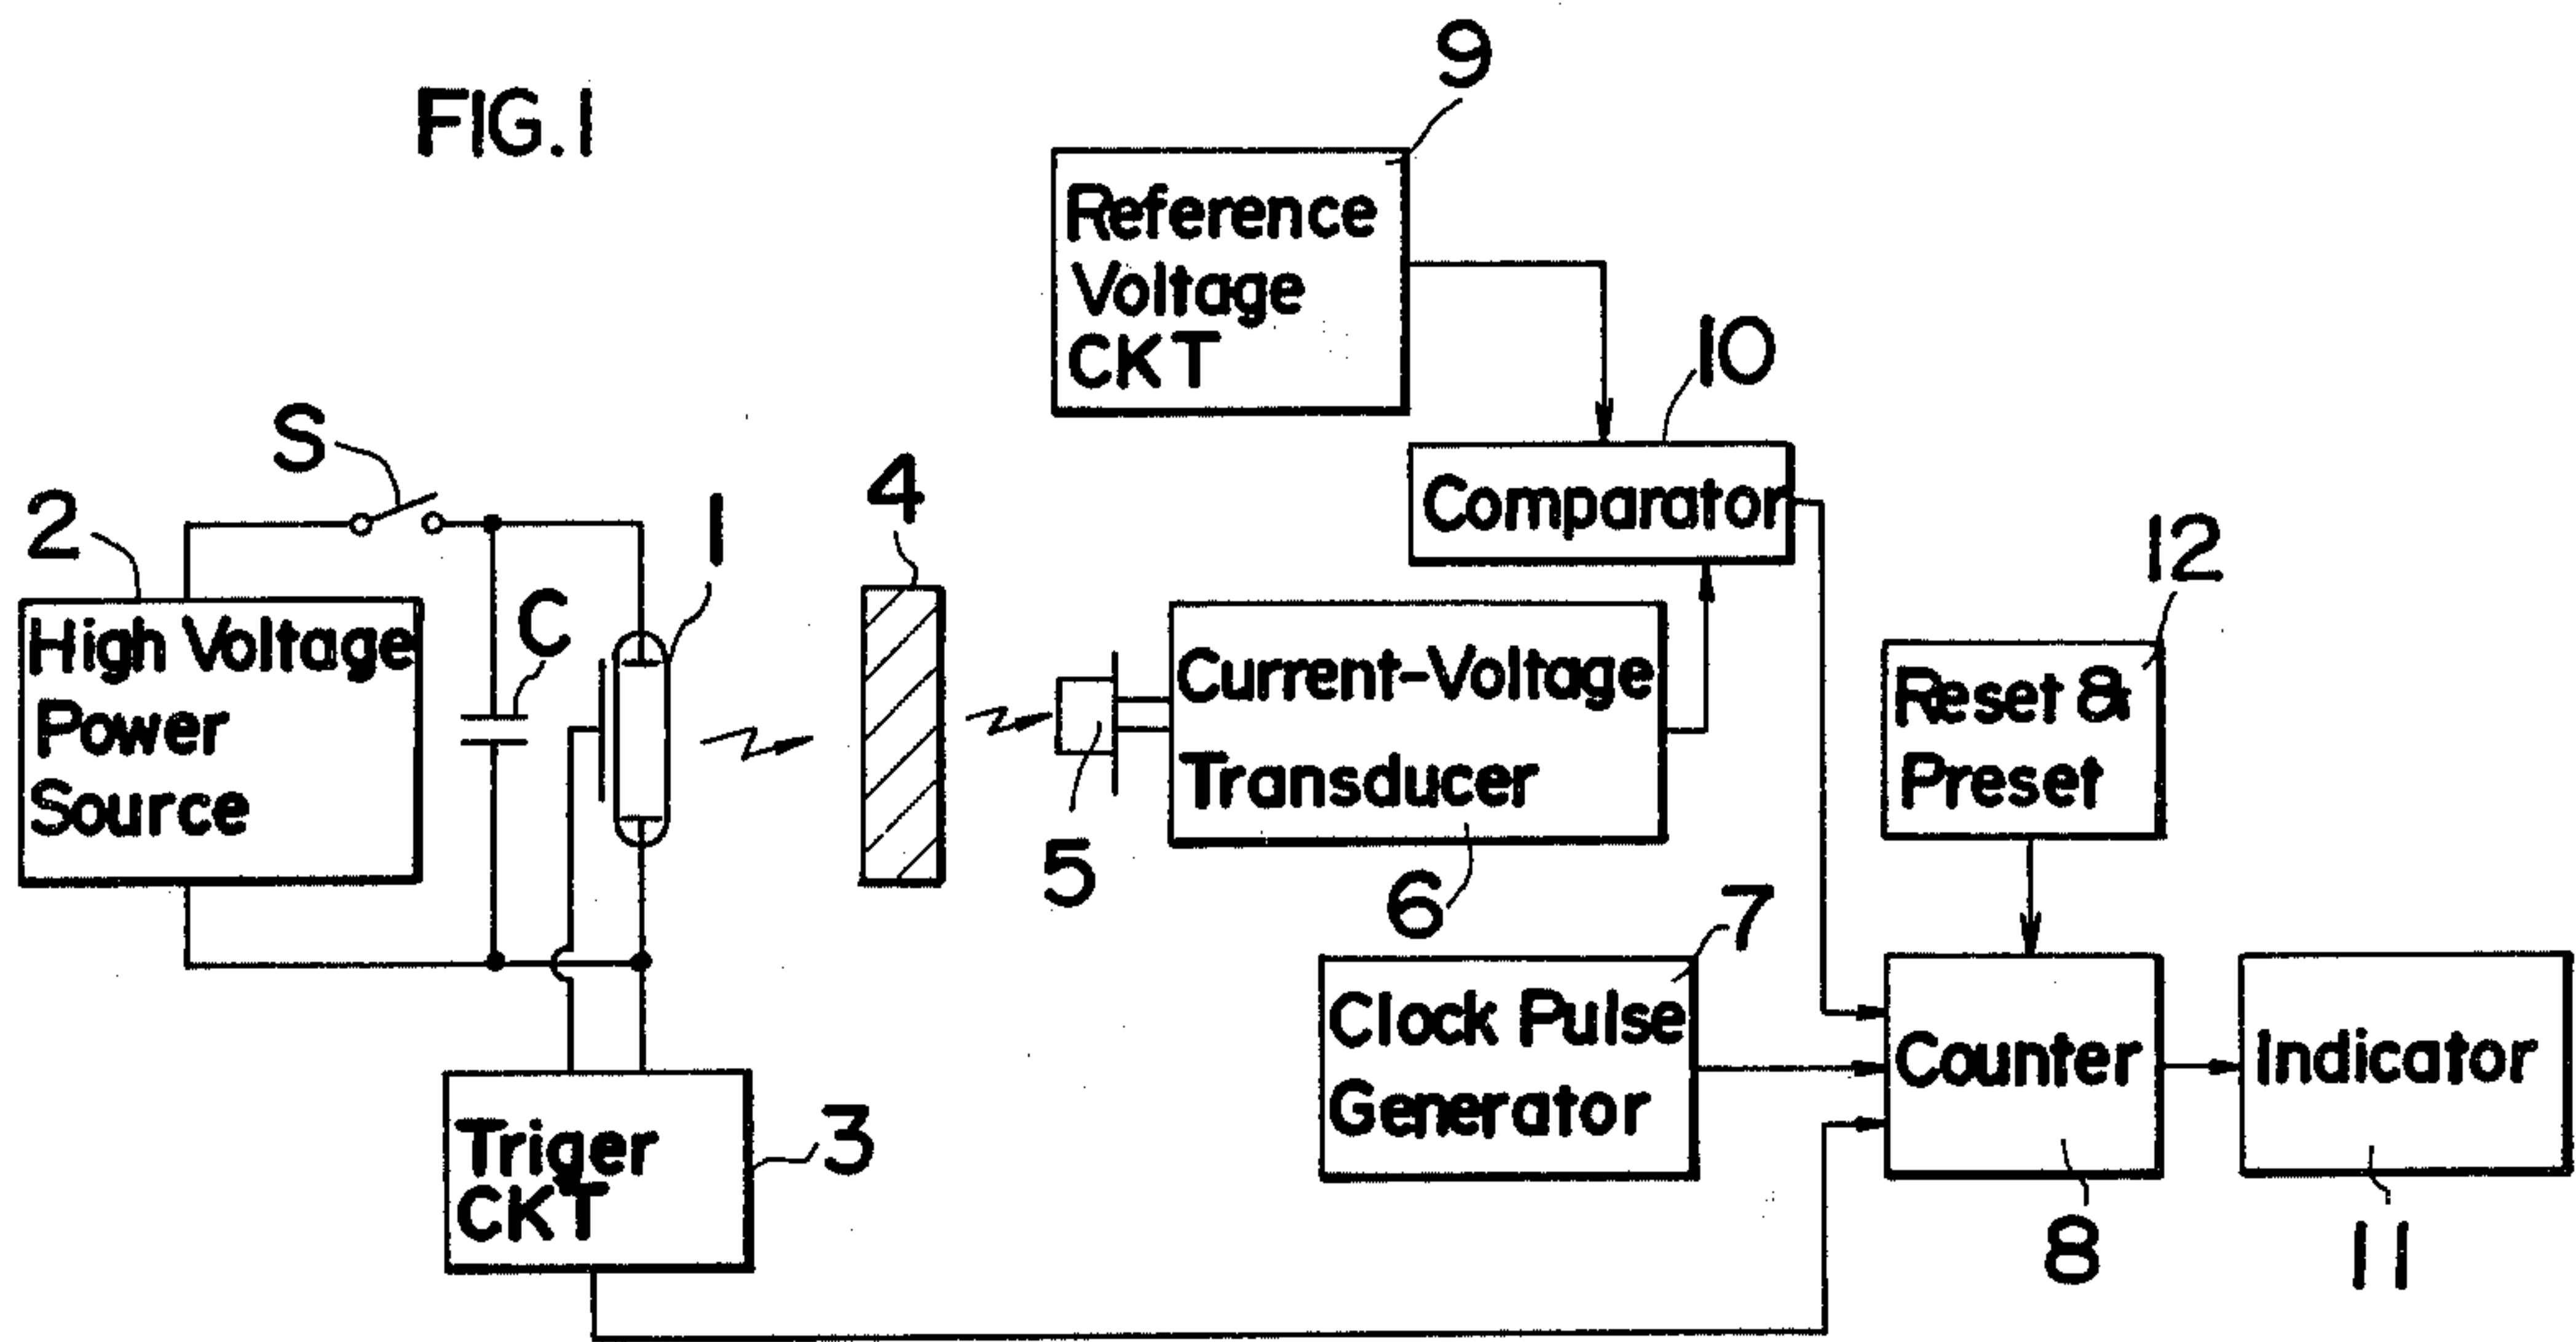 FIG.1
9
Reference
Voltage
CKT
10
Comparator
S
2
High Voltage
Power
Source
C
1
4
5
Current-Voltage
Transducer
6
12
Reset &
Preset
7
Clock Pulse
Generator
Counter
8
Indicator
11
Triger
CKT
3